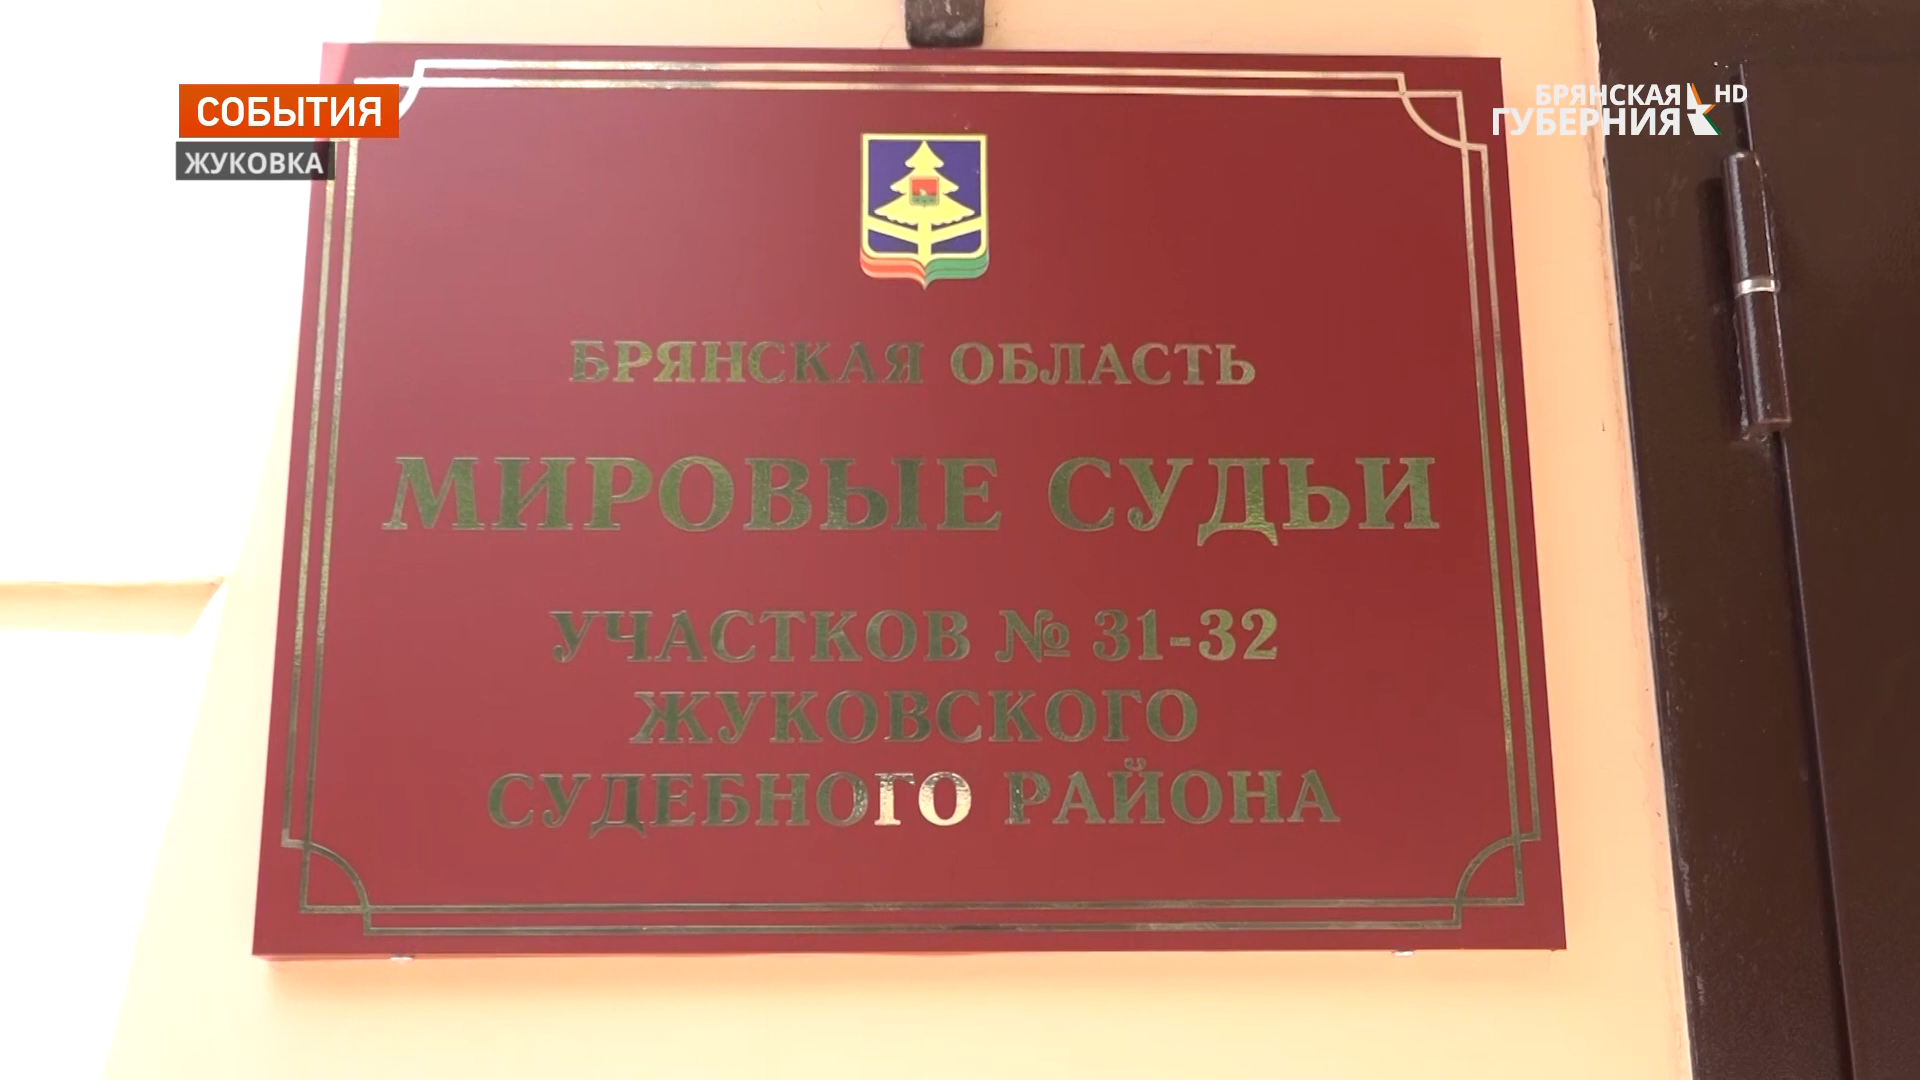 СОБЫТИЯ
ЖУКОВКА
БРЯНСКАЯ HD
ГУБЕРНИЯ
БРЯНСКАЯ ОБЛАСТЬ
МИРОВЫЕ СУДЬИ
УЧАСТКОВ № 31-32
ЖУКОВСКОГО
СУДЕБНОГО РАЙОНА